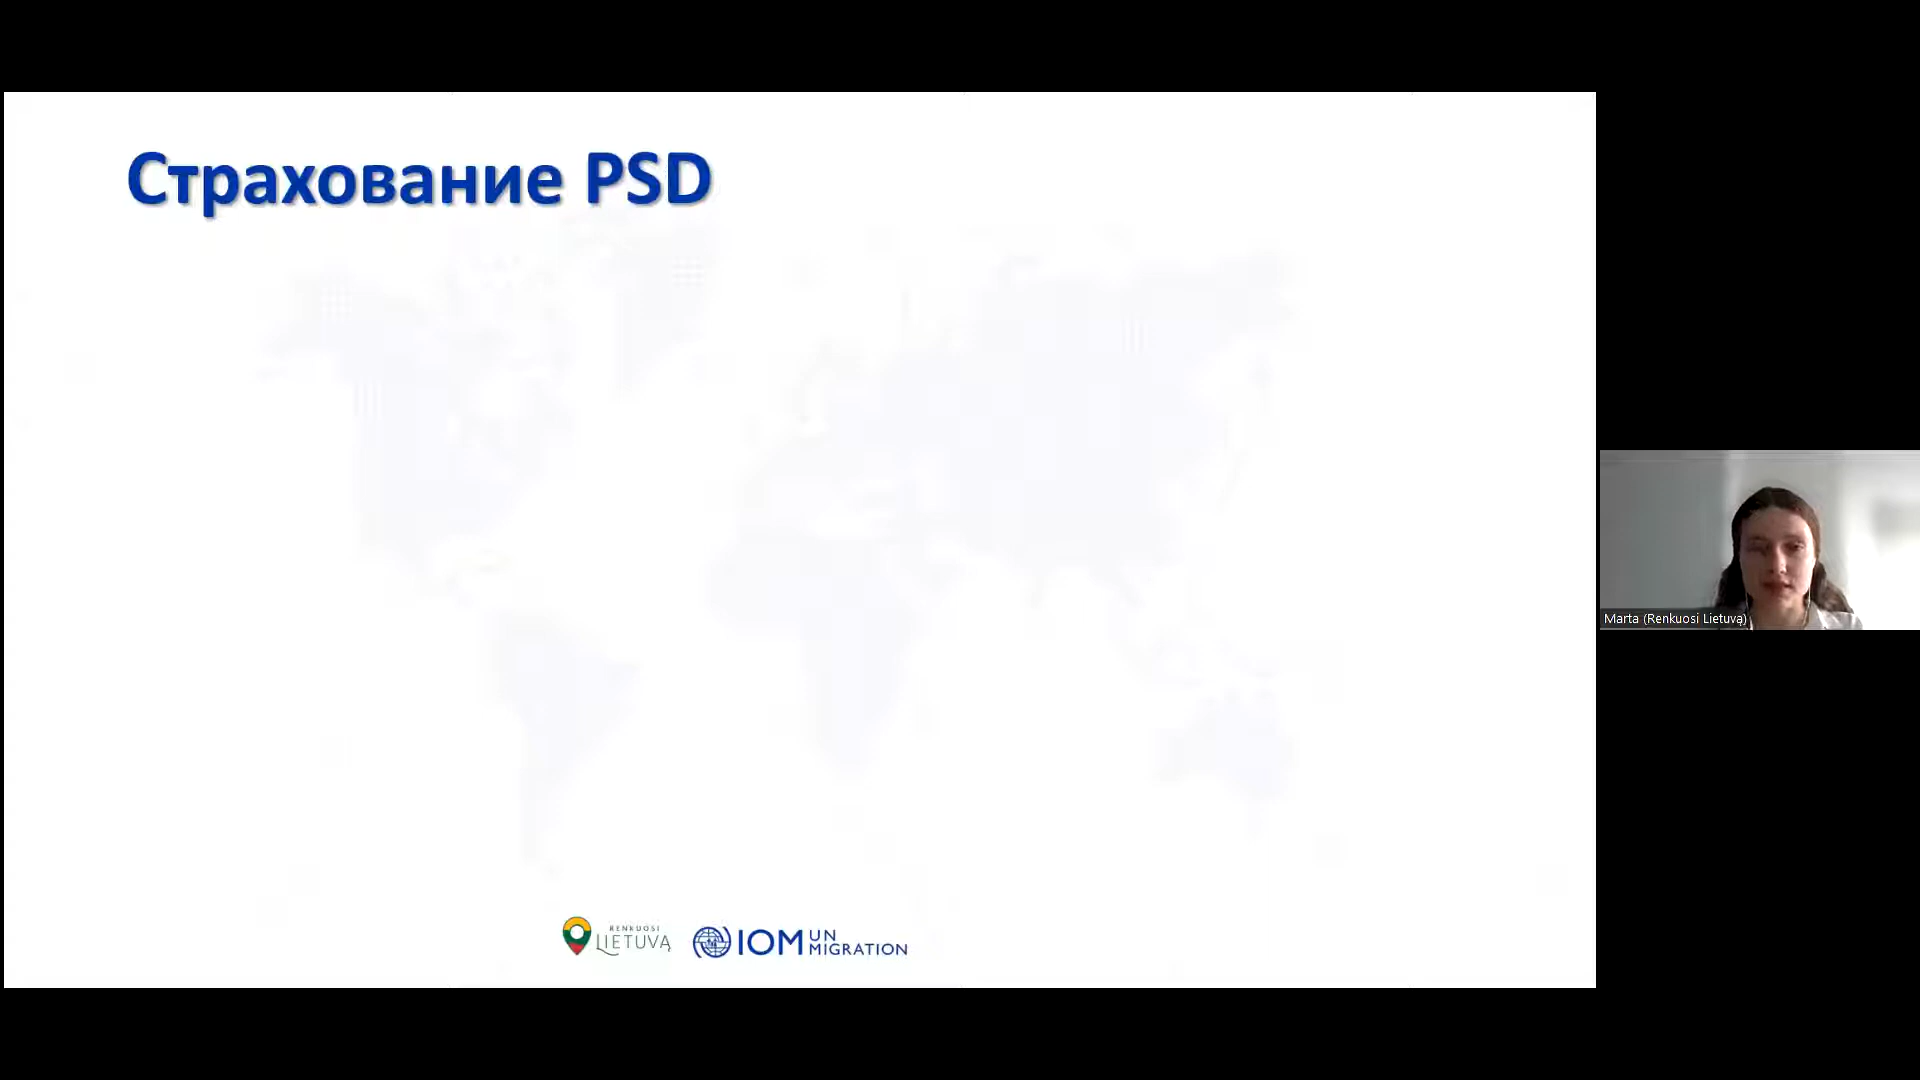 Страхование PSD
RENKUOSI
LIETUVĄ
IOM UN
MIGRATION
Marta (Renkuosi Lietuvą)